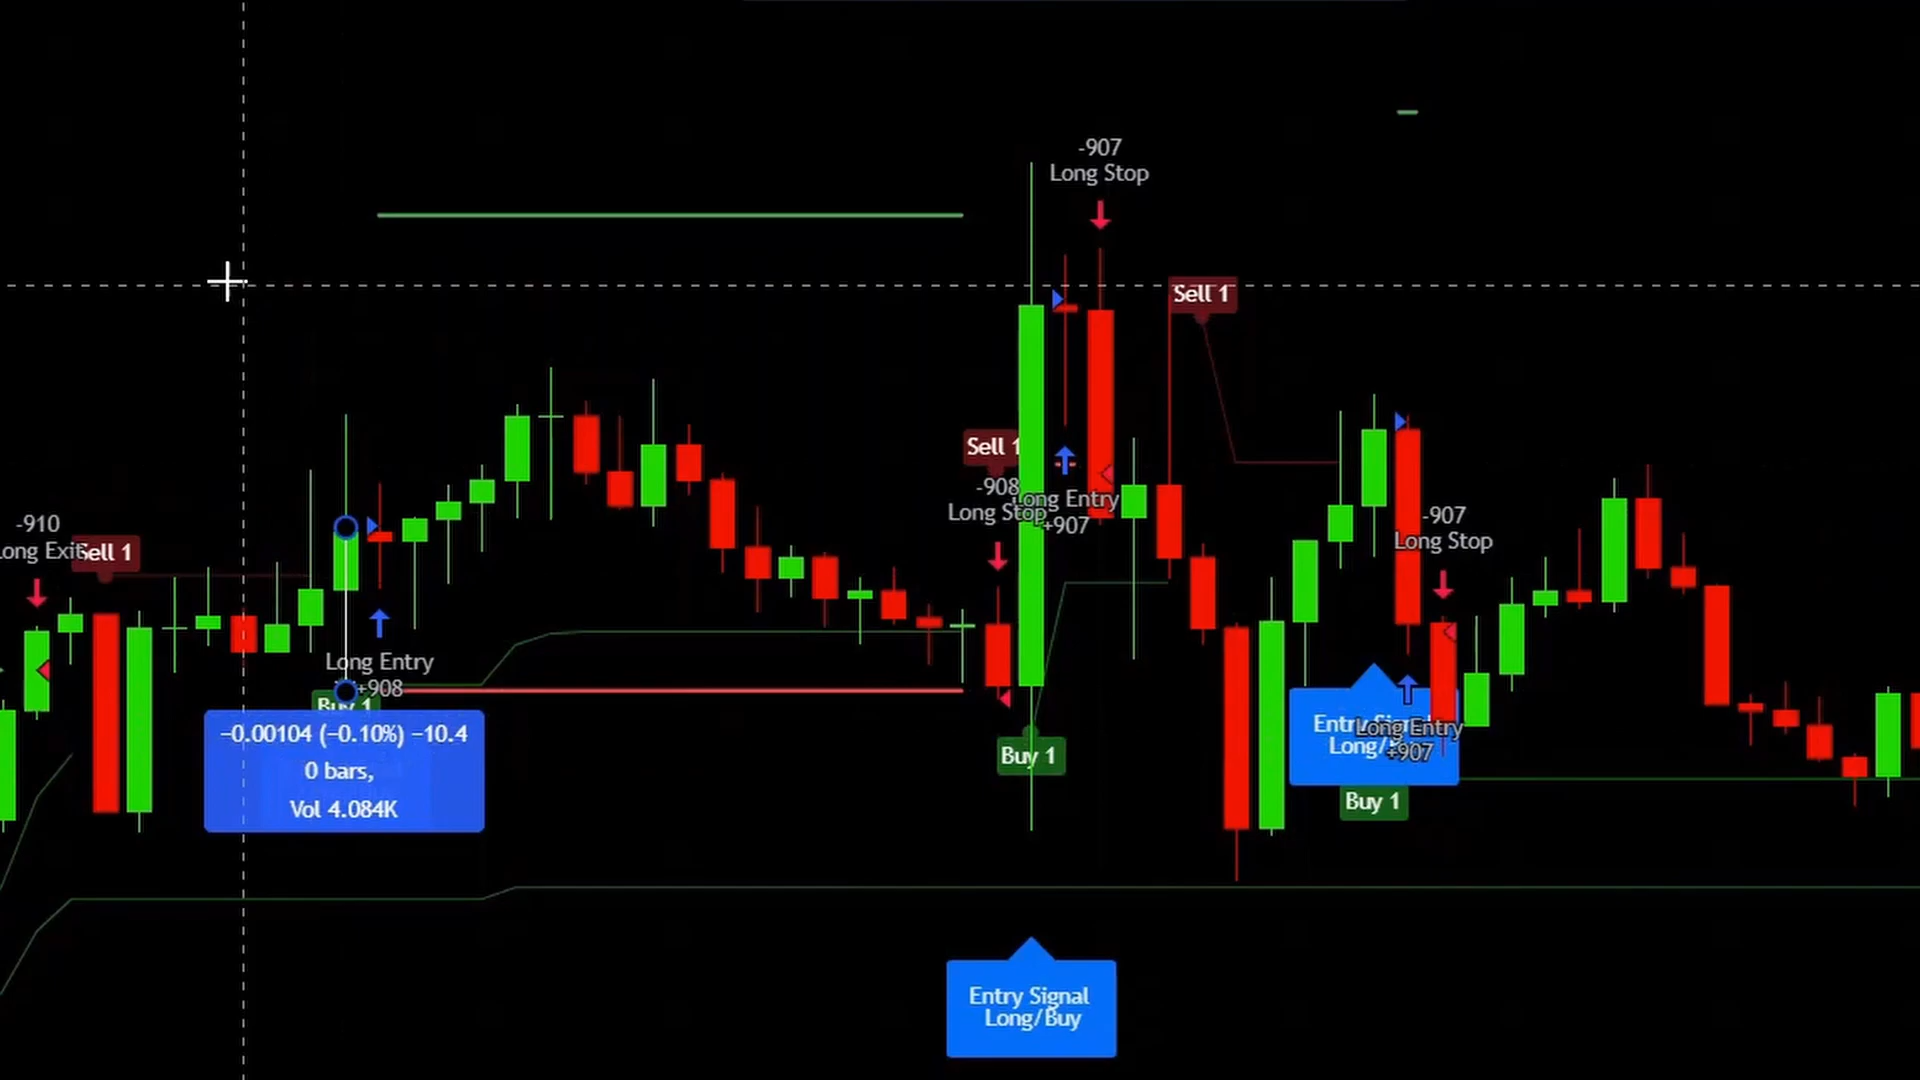 -907
Long Stop
Sell 1
Sell 1
-908
Long Stop
Long Entry
+907
-910
Long Exit
Sell 1
-907
Long Stop
Long Entry
+908
Buy 1
−0.00104 (−0.10%) −10.4
0 bars,
Vol 4.084K
Buy 1
Long Entry
+907
Buy 1
Entry Signal
Long/Buy